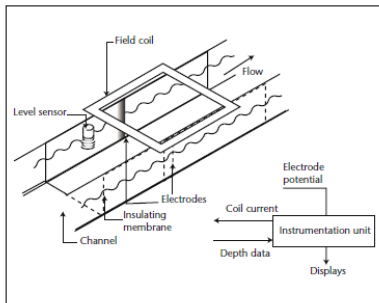 Field coil
Flow
Level sensor
Electrodes
Insulating
membrane
Channel
Electrode
potential
Coil current
Instrumentation unit
Depth data
Displays